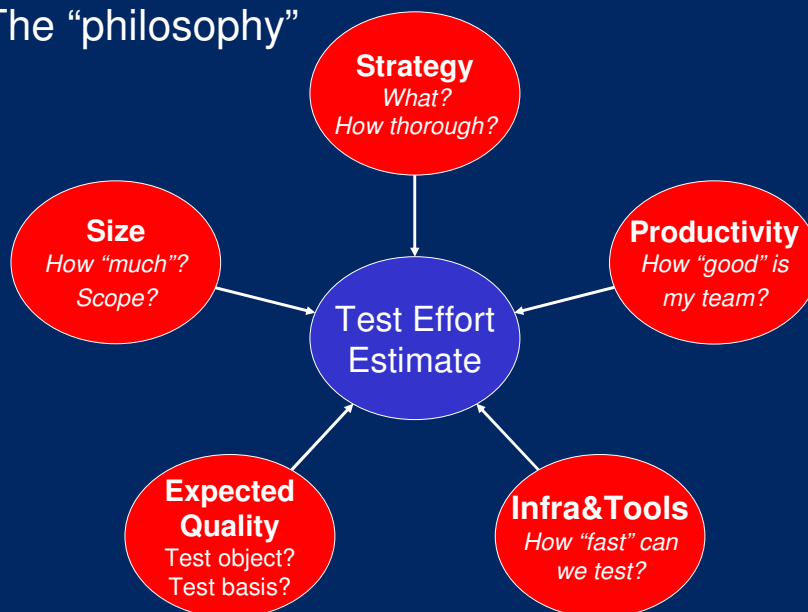 The “philosophy”
Strategy
What?
How thorough?
Size
How “much”?
Scope?
Productivity
How “good” is
my team?
Test Effort
Estimate
Expected
Quality
Test object?
Test basis?
Infra&Tools
How “fast” can
we test?